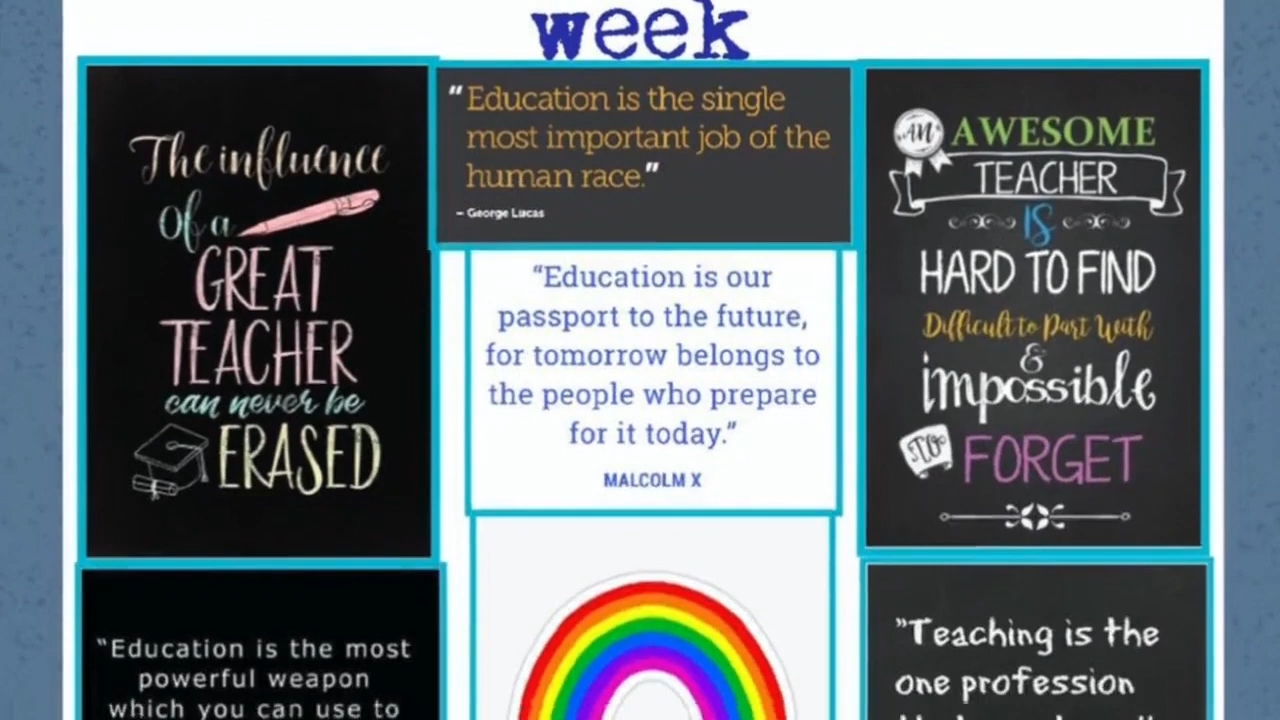 week
The influence
Of a
GREAT
TEACHER
can never be
ERASED
"Education is the single
most important job of the
human race."
– George Lucas
"Education is our
passport to the future,
for tomorrow belongs to
the people who prepare
for it today."
MALCOLM X
AN AWESOME
TEACHER
IS
HARD TO FIND
Difficult to Part With
&
impossible
TO FORGET
"Education is the most
powerful weapon
which you can use to
"Teaching is the
one profession